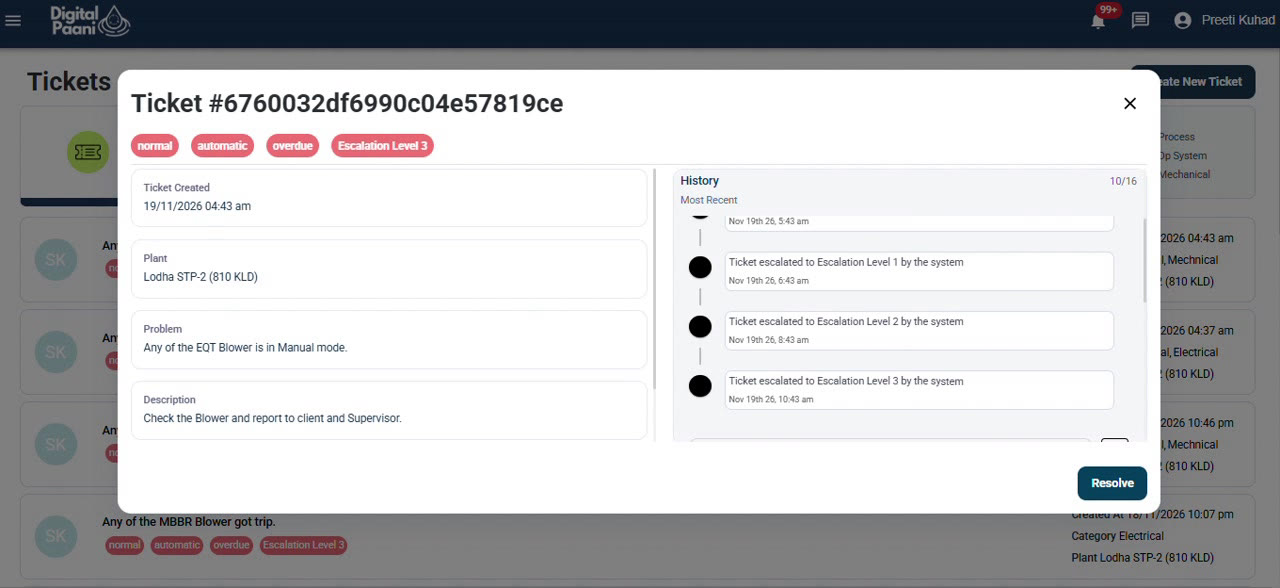 Digital
Paani
99+
Preeti Kuhad
Tickets
ate New Ticket
Process
Op System
Mechanical
Ticket #6760032df6990c04e57819ce
normal
automatic
overdue
Escalation Level 3
Ticket Created
19/11/2026 04:43 am
Plant
Lodha STP-2 (810 KLD)
Problem
Any of the EQT Blower is in Manual mode.
Description
Check the Blower and report to client and Supervisor.
History
10/16
Most Recent
Nov 19th 26, 5:43 am
Ticket escalated to Escalation Level 1 by the system
Nov 19th 26, 6:43 am
Ticket escalated to Escalation Level 2 by the system
Nov 19th 26, 8:43 am
Ticket escalated to Escalation Level 3 by the system
Nov 19th 26, 10:43 am
Resolve
SK
An
no
2026 04:43 am
l, Mechnical
(810 KLD)
SK
An
no
2026 04:37 am
al, Electrical
(810 KLD)
SK
An
no
2026 10:46 pm
l, Mechnical
(810 KLD)
SK
Any of the MBBR Blower got trip.
normal
automatic
overdue
Escalation Level 3
Created At 18/11/2026 10:07 pm
Category Electrical
Plant Lodha STP-2 (810 KLD)